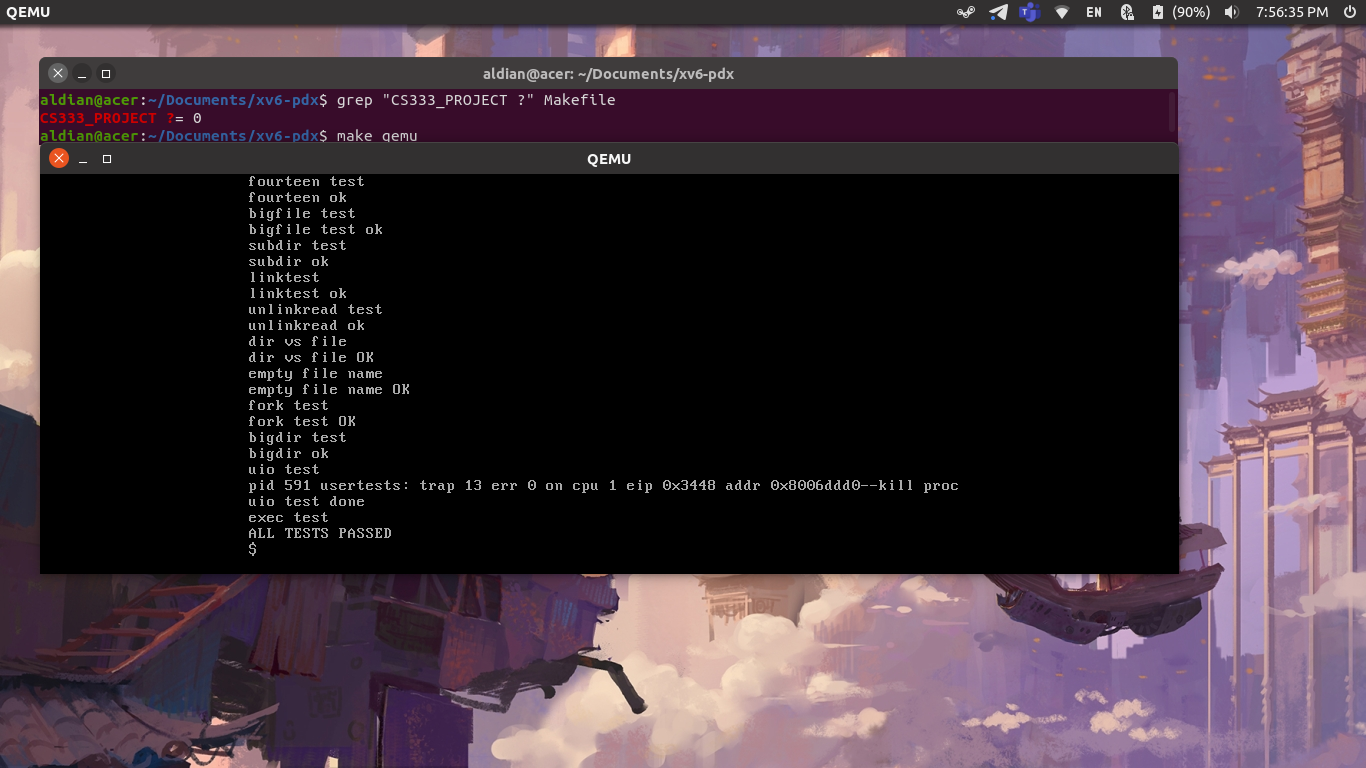 QEMU
EN
(90%)
7:56:35 PM
aldian@acer: ~/Documents/xv6-pdx
aldian@acer:~/Documents/xv6-pdx$ grep "CS333_PROJECT ?" Makefile
CS333_PROJECT ?= 0
aldian@acer:~/Documents/xv6-pdx$ make qemu
QEMU
fourteen test
fourteen ok
bigfile test
bigfile test ok
subdir test
subdir ok
linktest
linktest ok
unlinkread test
unlinkread ok
dir vs file
dir vs file OK
empty file name
empty file name OK
fork test
fork test OK
bigdir test
bigdir ok
uio test
pid 591 usertests: trap 13 err 0 on cpu 1 eip 0x3448 addr 0x8006ddd0--kill proc
uio test done
exec test
ALL TESTS PASSED
$